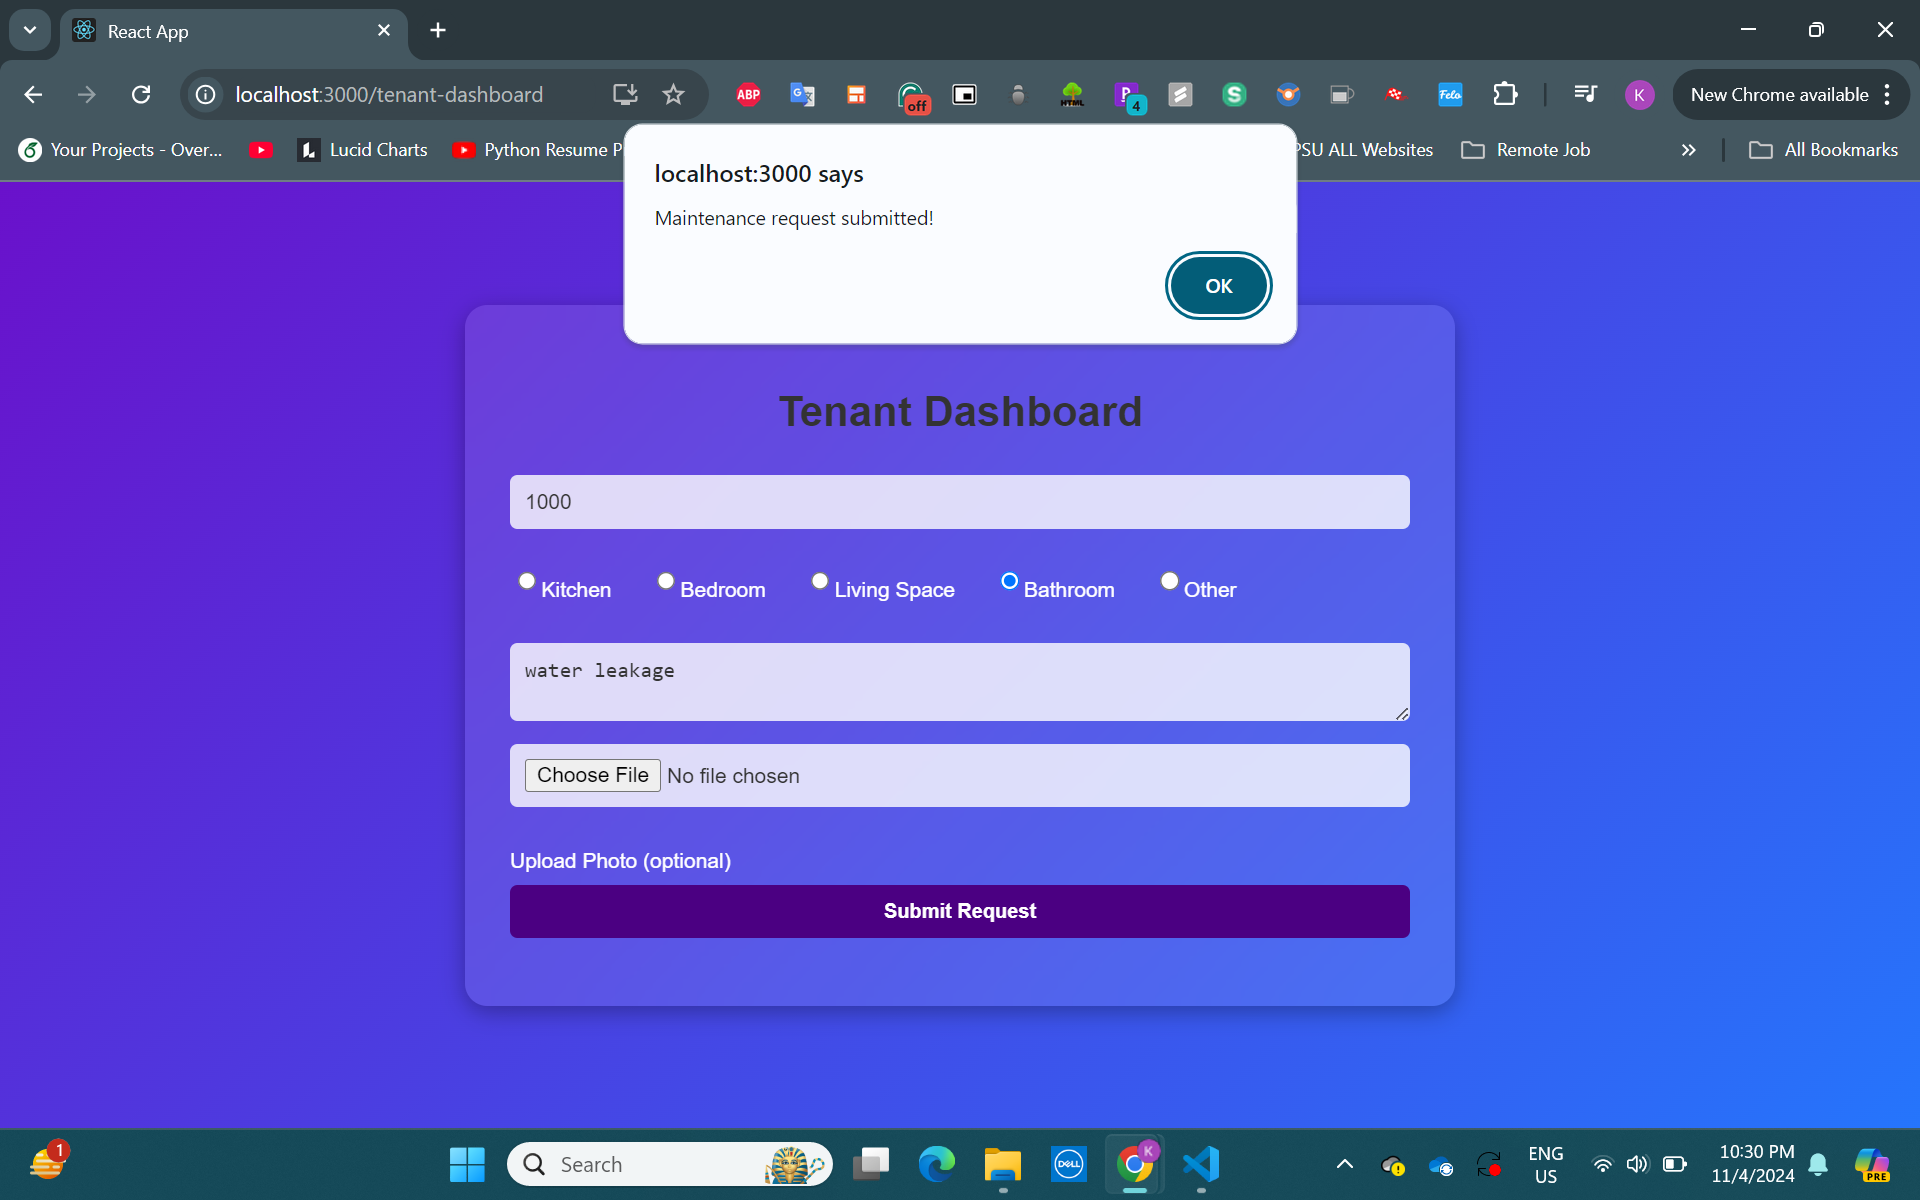 React App
localhost:3000/tenant-dashboard
ABP
G
off
HTML
P
4
S
Felo
K
New Chrome available
Your Projects - Over...
Lucid Charts
Python Resume P
PSU ALL Websites
Remote Job
All Bookmarks
localhost:3000 says
Maintenance request submitted!
OK
Tenant Dashboard
1000
Kitchen
Bedroom
Living Space
Bathroom
Other
water leakage
Choose File No file chosen
Upload Photo (optional)
Submit Request
1
Search
DELL
K
ENG
US
10:30 PM
11/4/2024
PRE